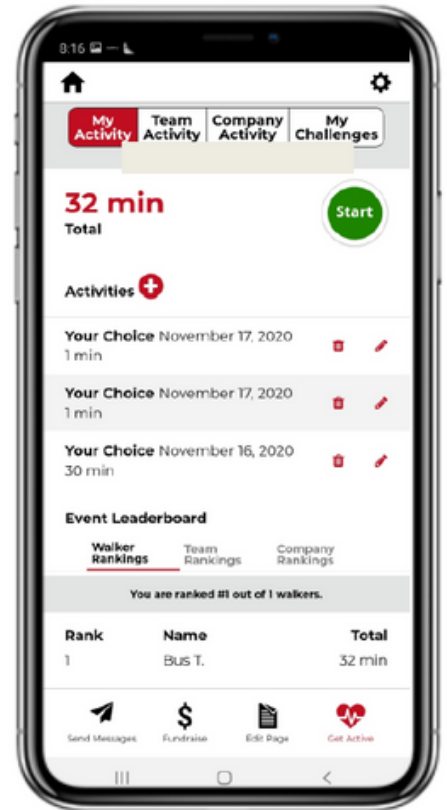 8:16
My Activity
Team Activity
Company Activity
My Challenges
32 min
Total
Start
Activities
Your Choice November 17, 2020
1 min
Your Choice November 17, 2020
1 min
Your Choice November 16, 2020
30 min
Event Leaderboard
Walker Rankings
Team Rankings
Company Rankings
You are ranked #1 out of 1 walkers.
Rank Name Total
1 Bus T. 32 min
Send Messages
Fundraise
Edit Page
Get Active